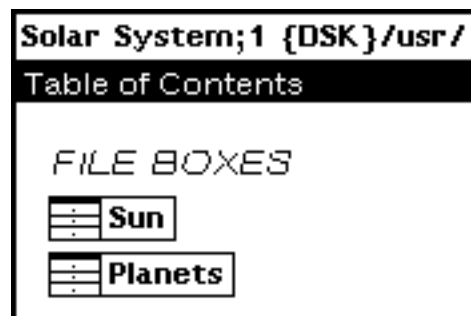 Solar System;1 {DSK}/usr/
Table of Contents
FILE BOXES
Sun
Planets